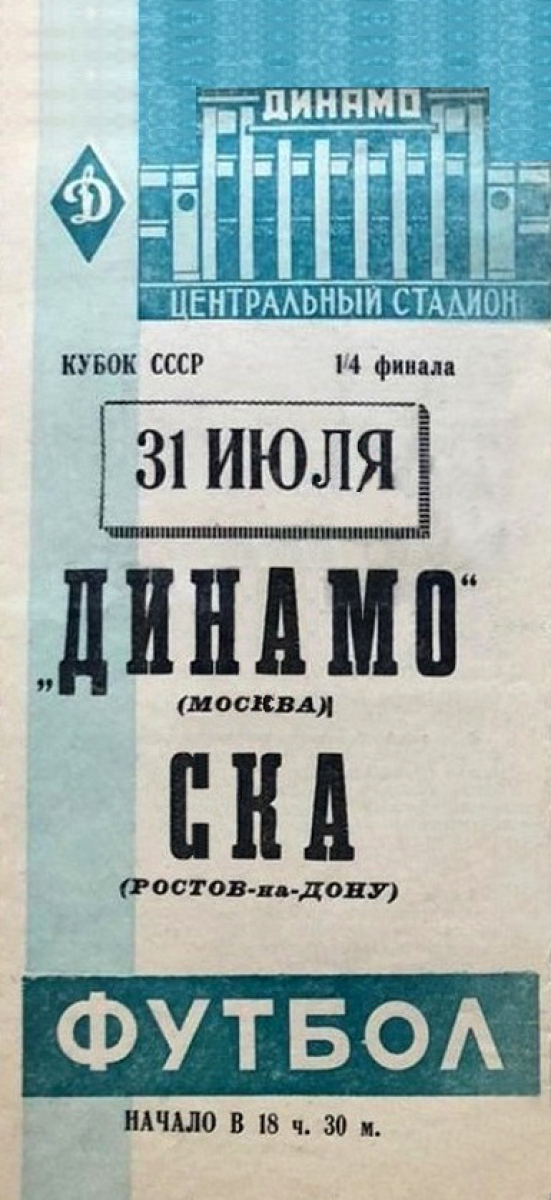 ДИНАМО
Д
ЦЕНТРАЛЬНЫЙ СТАДИОН
КУБОК СССР 1/4 финала
31 ИЮЛЯ
„ДИНАМО“
(МОСКВА)
СКА
(РОСТОВ-на-ДОНУ)
ФУТБОЛ
НАЧАЛО В 18 ч. 30 м.